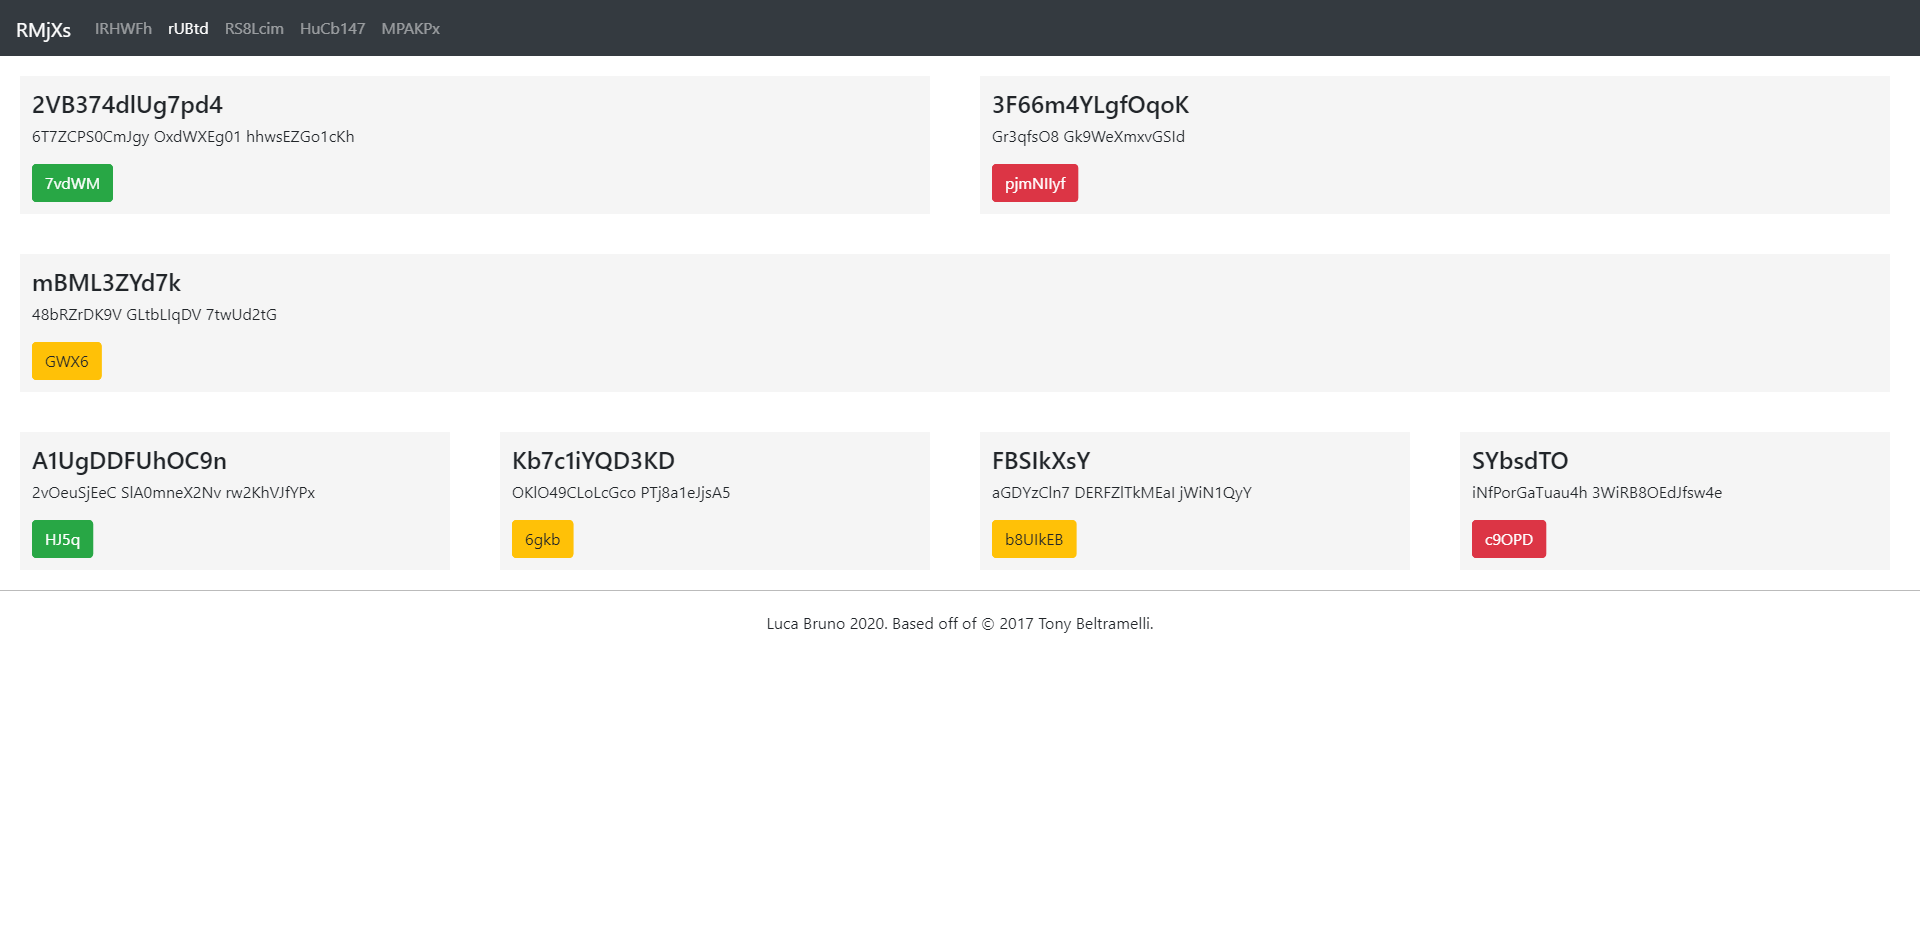 RMjXs IRHWFh rUBtd RS8Lcim HuCb147 MPAKPx
2VB374dlUg7pd4
6T7ZCPS0CmJgy OxdWXEg01 hhwsEZGo1cKh
7vdWM
3F66m4YLgfOqoK
Gr3qfsO8 Gk9WeXmxvGSId
pjmNIIyf
mBML3ZYd7k
48bRZrDK9V GLtbLIqDV 7twUd2tG
GWX6
A1UgDDFUhOC9n
2vOeuSjEeC SlA0mneX2Nv rw2KhVJfYPx
HJ5q
Kb7c1iYQD3KD
OKlO49CLoLcGco PTj8a1eJjsA5
6gkb
FBSIkXsY
aGDYzCln7 DERFZlTkMEaI jWiN1QyY
b8UIkEB
SYbsdTO
iNfPorGaTuau4h 3WiRB8OEdJfsw4e
c9OPD
Luca Bruno 2020. Based off of © 2017 Tony Beltramelli.